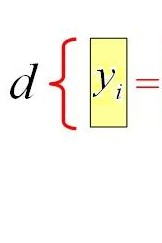 d { yᵢ =